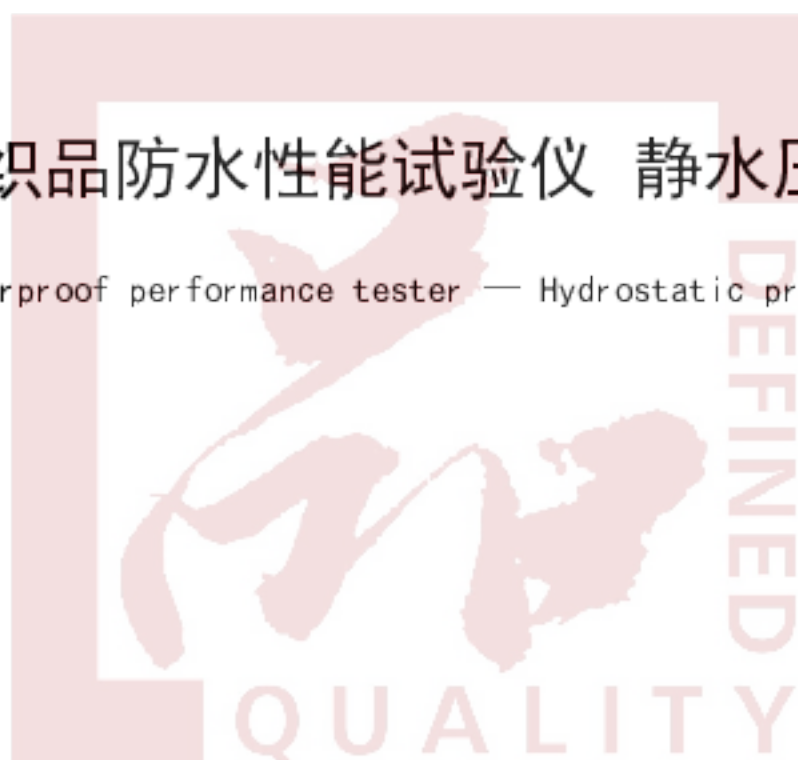 织品防水性能试验仪 静水压
rproof performance tester — Hydrostatic pr
DEFINED
QUALITY